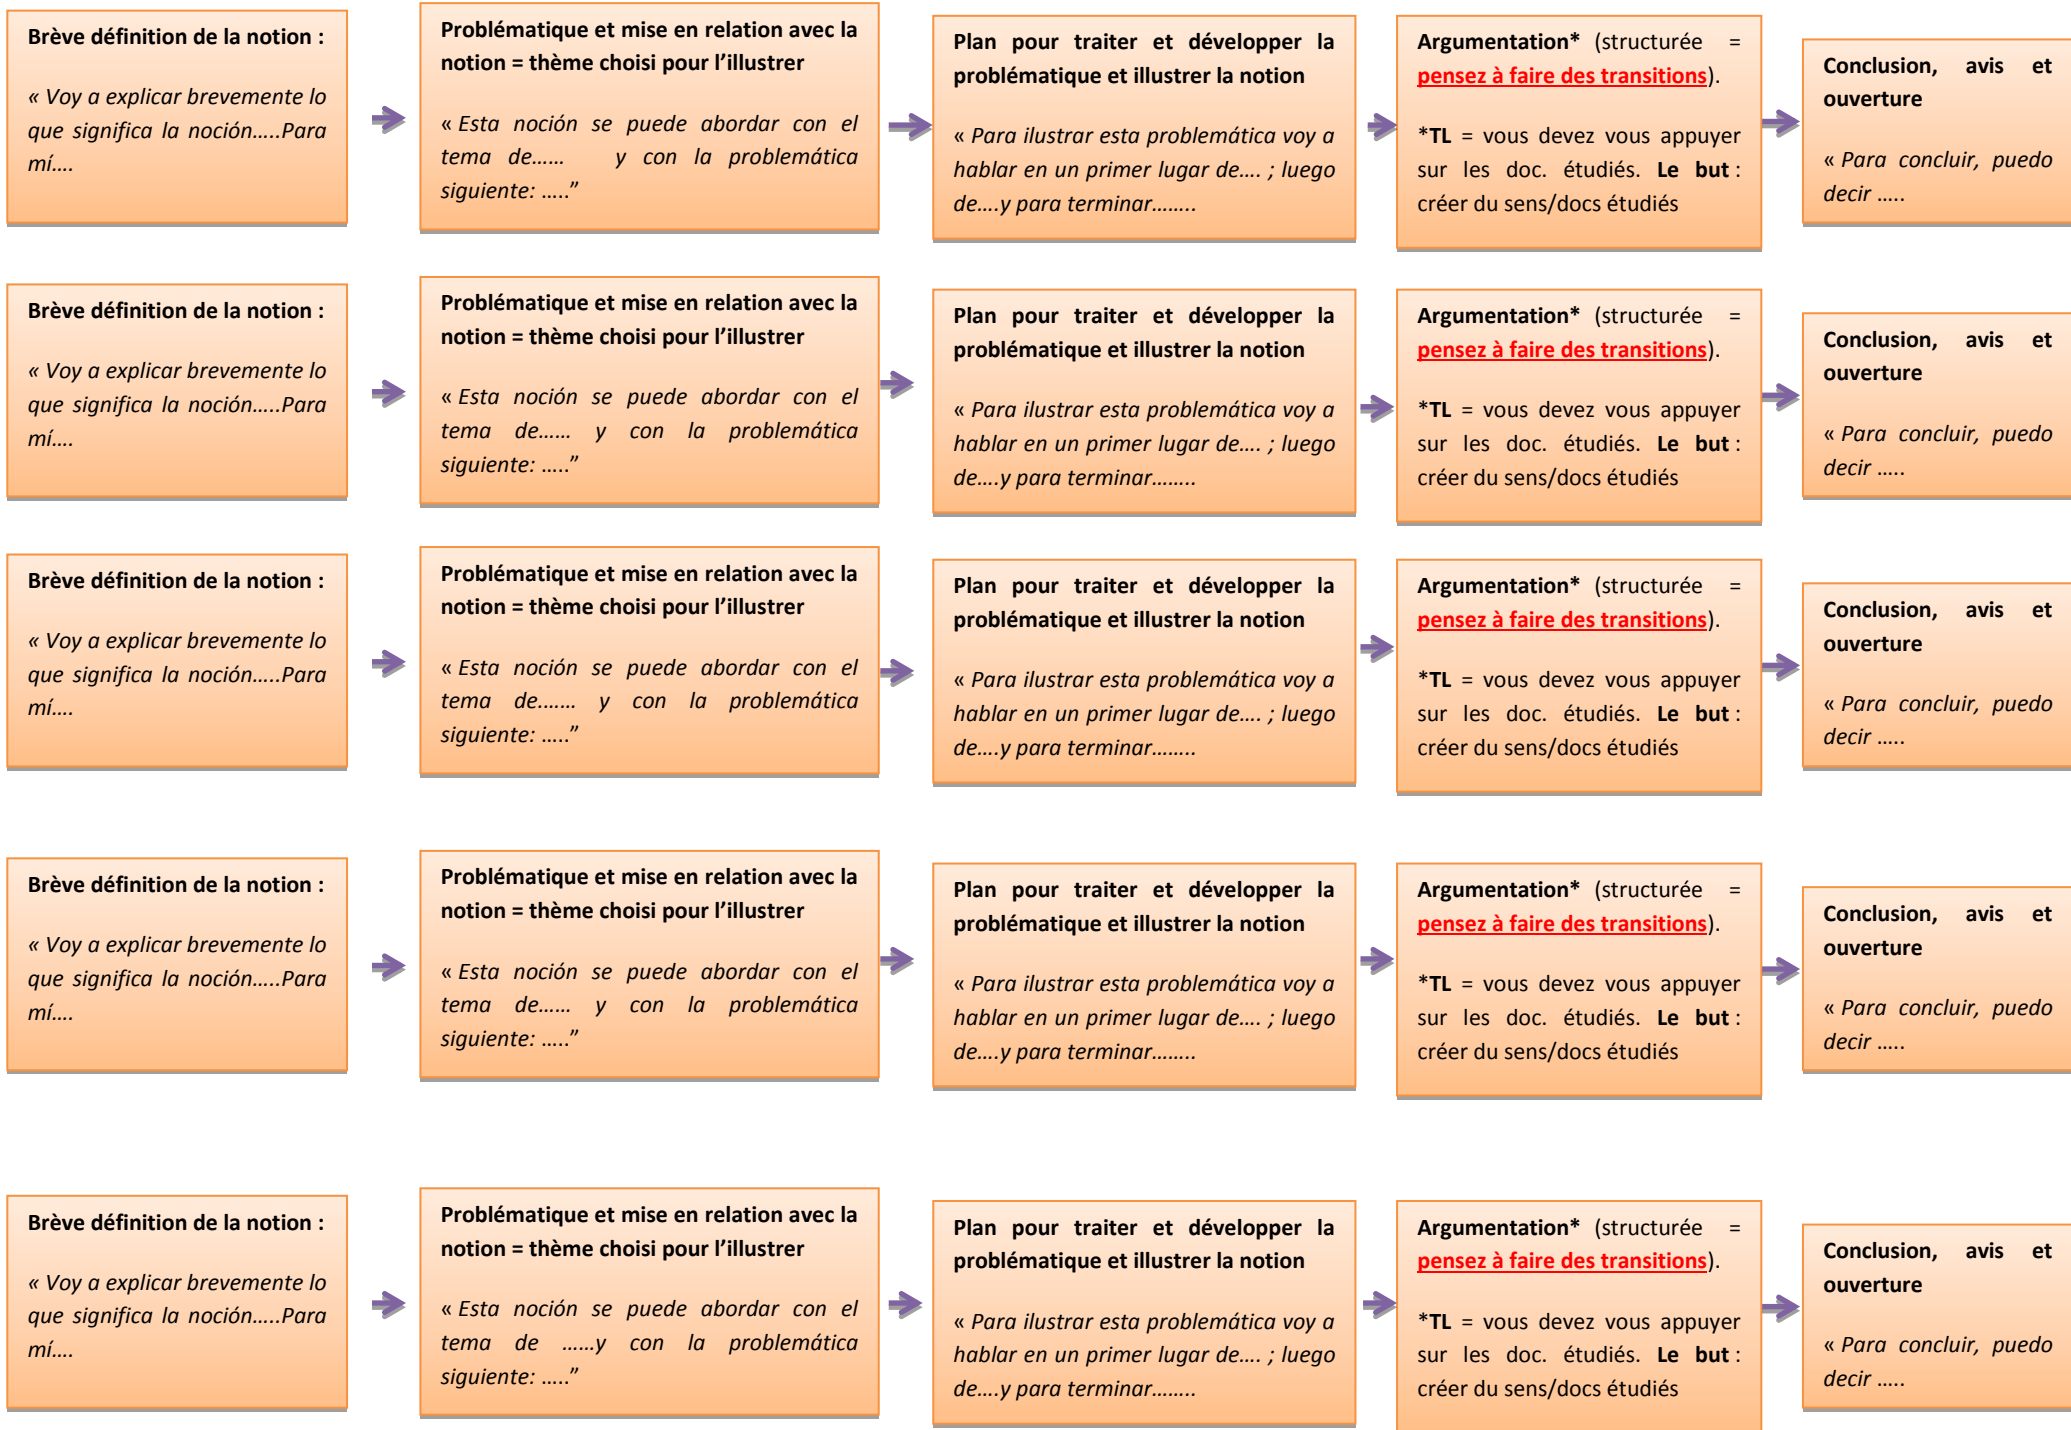 Brève définition de la notion :
« Voy a explicar brevemente lo
que significa la noción…..Para
mí….
Problématique et mise en relation avec la
notion = thème choisi pour l’illustrer
« Esta noción se puede abordar con el
tema de…… y con la problemática
siguiente: …..”
Plan pour traiter et développer la
problématique et illustrer la notion
« Para ilustrar esta problemática voy a
hablar en un primer lugar de…. ; luego
de….y para terminar……..
Argumentation* (structurée =
pensez à faire des transitions).
*TL = vous devez vous appuyer
sur les doc. étudiés. Le but :
créer du sens/docs étudiés
Conclusion, avis et
ouverture
« Para concluir, puedo
decir …..
Brève définition de la notion :
« Voy a explicar brevemente lo
que significa la noción…..Para
mí….
Problématique et mise en relation avec la
notion = thème choisi pour l’illustrer
« Esta noción se puede abordar con el
tema de…… y con la problemática
siguiente: …..”
Plan pour traiter et développer la
problématique et illustrer la notion
« Para ilustrar esta problemática voy a
hablar en un primer lugar de…. ; luego
de….y para terminar……..
Argumentation* (structurée =
pensez à faire des transitions).
*TL = vous devez vous appuyer
sur les doc. étudiés. Le but :
créer du sens/docs étudiés
Conclusion, avis et
ouverture
« Para concluir, puedo
decir …..
Brève définition de la notion :
« Voy a explicar brevemente lo
que significa la noción…..Para
mí….
Problématique et mise en relation avec la
notion = thème choisi pour l’illustrer
« Esta noción se puede abordar con el
tema de……. y con la problemática
siguiente: …..”
Plan pour traiter et développer la
problématique et illustrer la notion
« Para ilustrar esta problemática voy a
hablar en un primer lugar de…. ; luego
de….y para terminar……..
Argumentation* (structurée =
pensez à faire des transitions).
*TL = vous devez vous appuyer
sur les doc. étudiés. Le but :
créer du sens/docs étudiés
Conclusion, avis et
ouverture
« Para concluir, puedo
decir …..
Brève définition de la notion :
« Voy a explicar brevemente lo
que significa la noción…..Para
mí….
Problématique et mise en relation avec la
notion = thème choisi pour l’illustrer
« Esta noción se puede abordar con el
tema de…… y con la problemática
siguiente: …..”
Plan pour traiter et développer la
problématique et illustrer la notion
« Para ilustrar esta problemática voy a
hablar en un primer lugar de…. ; luego
de….y para terminar……..
Argumentation* (structurée =
pensez à faire des transitions).
*TL = vous devez vous appuyer
sur les doc. étudiés. Le but :
créer du sens/docs étudiés
Conclusion, avis et
ouverture
« Para concluir, puedo
decir …..
Brève définition de la notion :
« Voy a explicar brevemente lo
que significa la noción…..Para
mí….
Problématique et mise en relation avec la
notion = thème choisi pour l’illustrer
« Esta noción se puede abordar con el
tema de ……y con la problemática
siguiente: …..”
Plan pour traiter et développer la
problématique et illustrer la notion
« Para ilustrar esta problemática voy a
hablar en un primer lugar de…. ; luego
de….y para terminar……..
Argumentation* (structurée =
pensez à faire des transitions).
*TL = vous devez vous appuyer
sur les doc. étudiés. Le but :
créer du sens/docs étudiés
Conclusion, avis et
ouverture
« Para concluir, puedo
decir …..